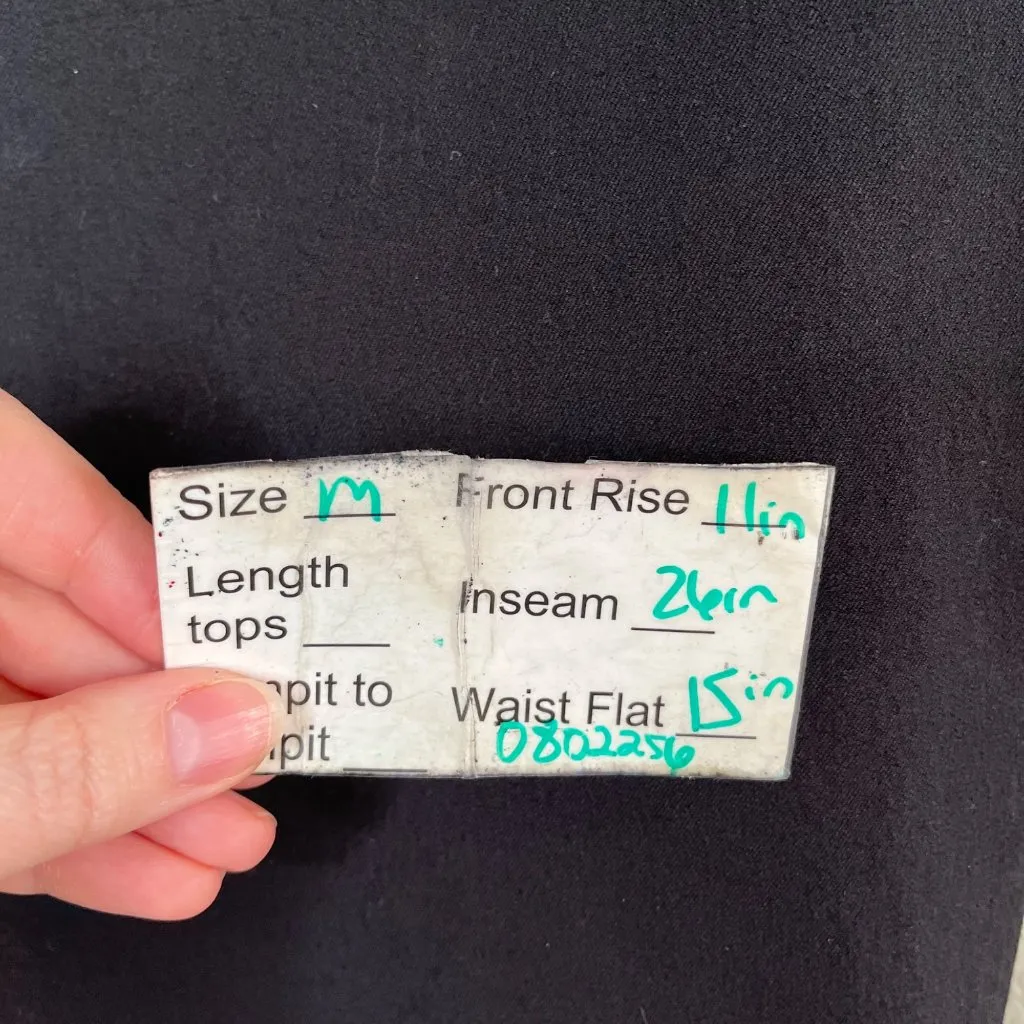 Size m
Length
tops
pit to
pit
Front Rise 11in
Inseam 26in
Waist Flat 15in
0802256